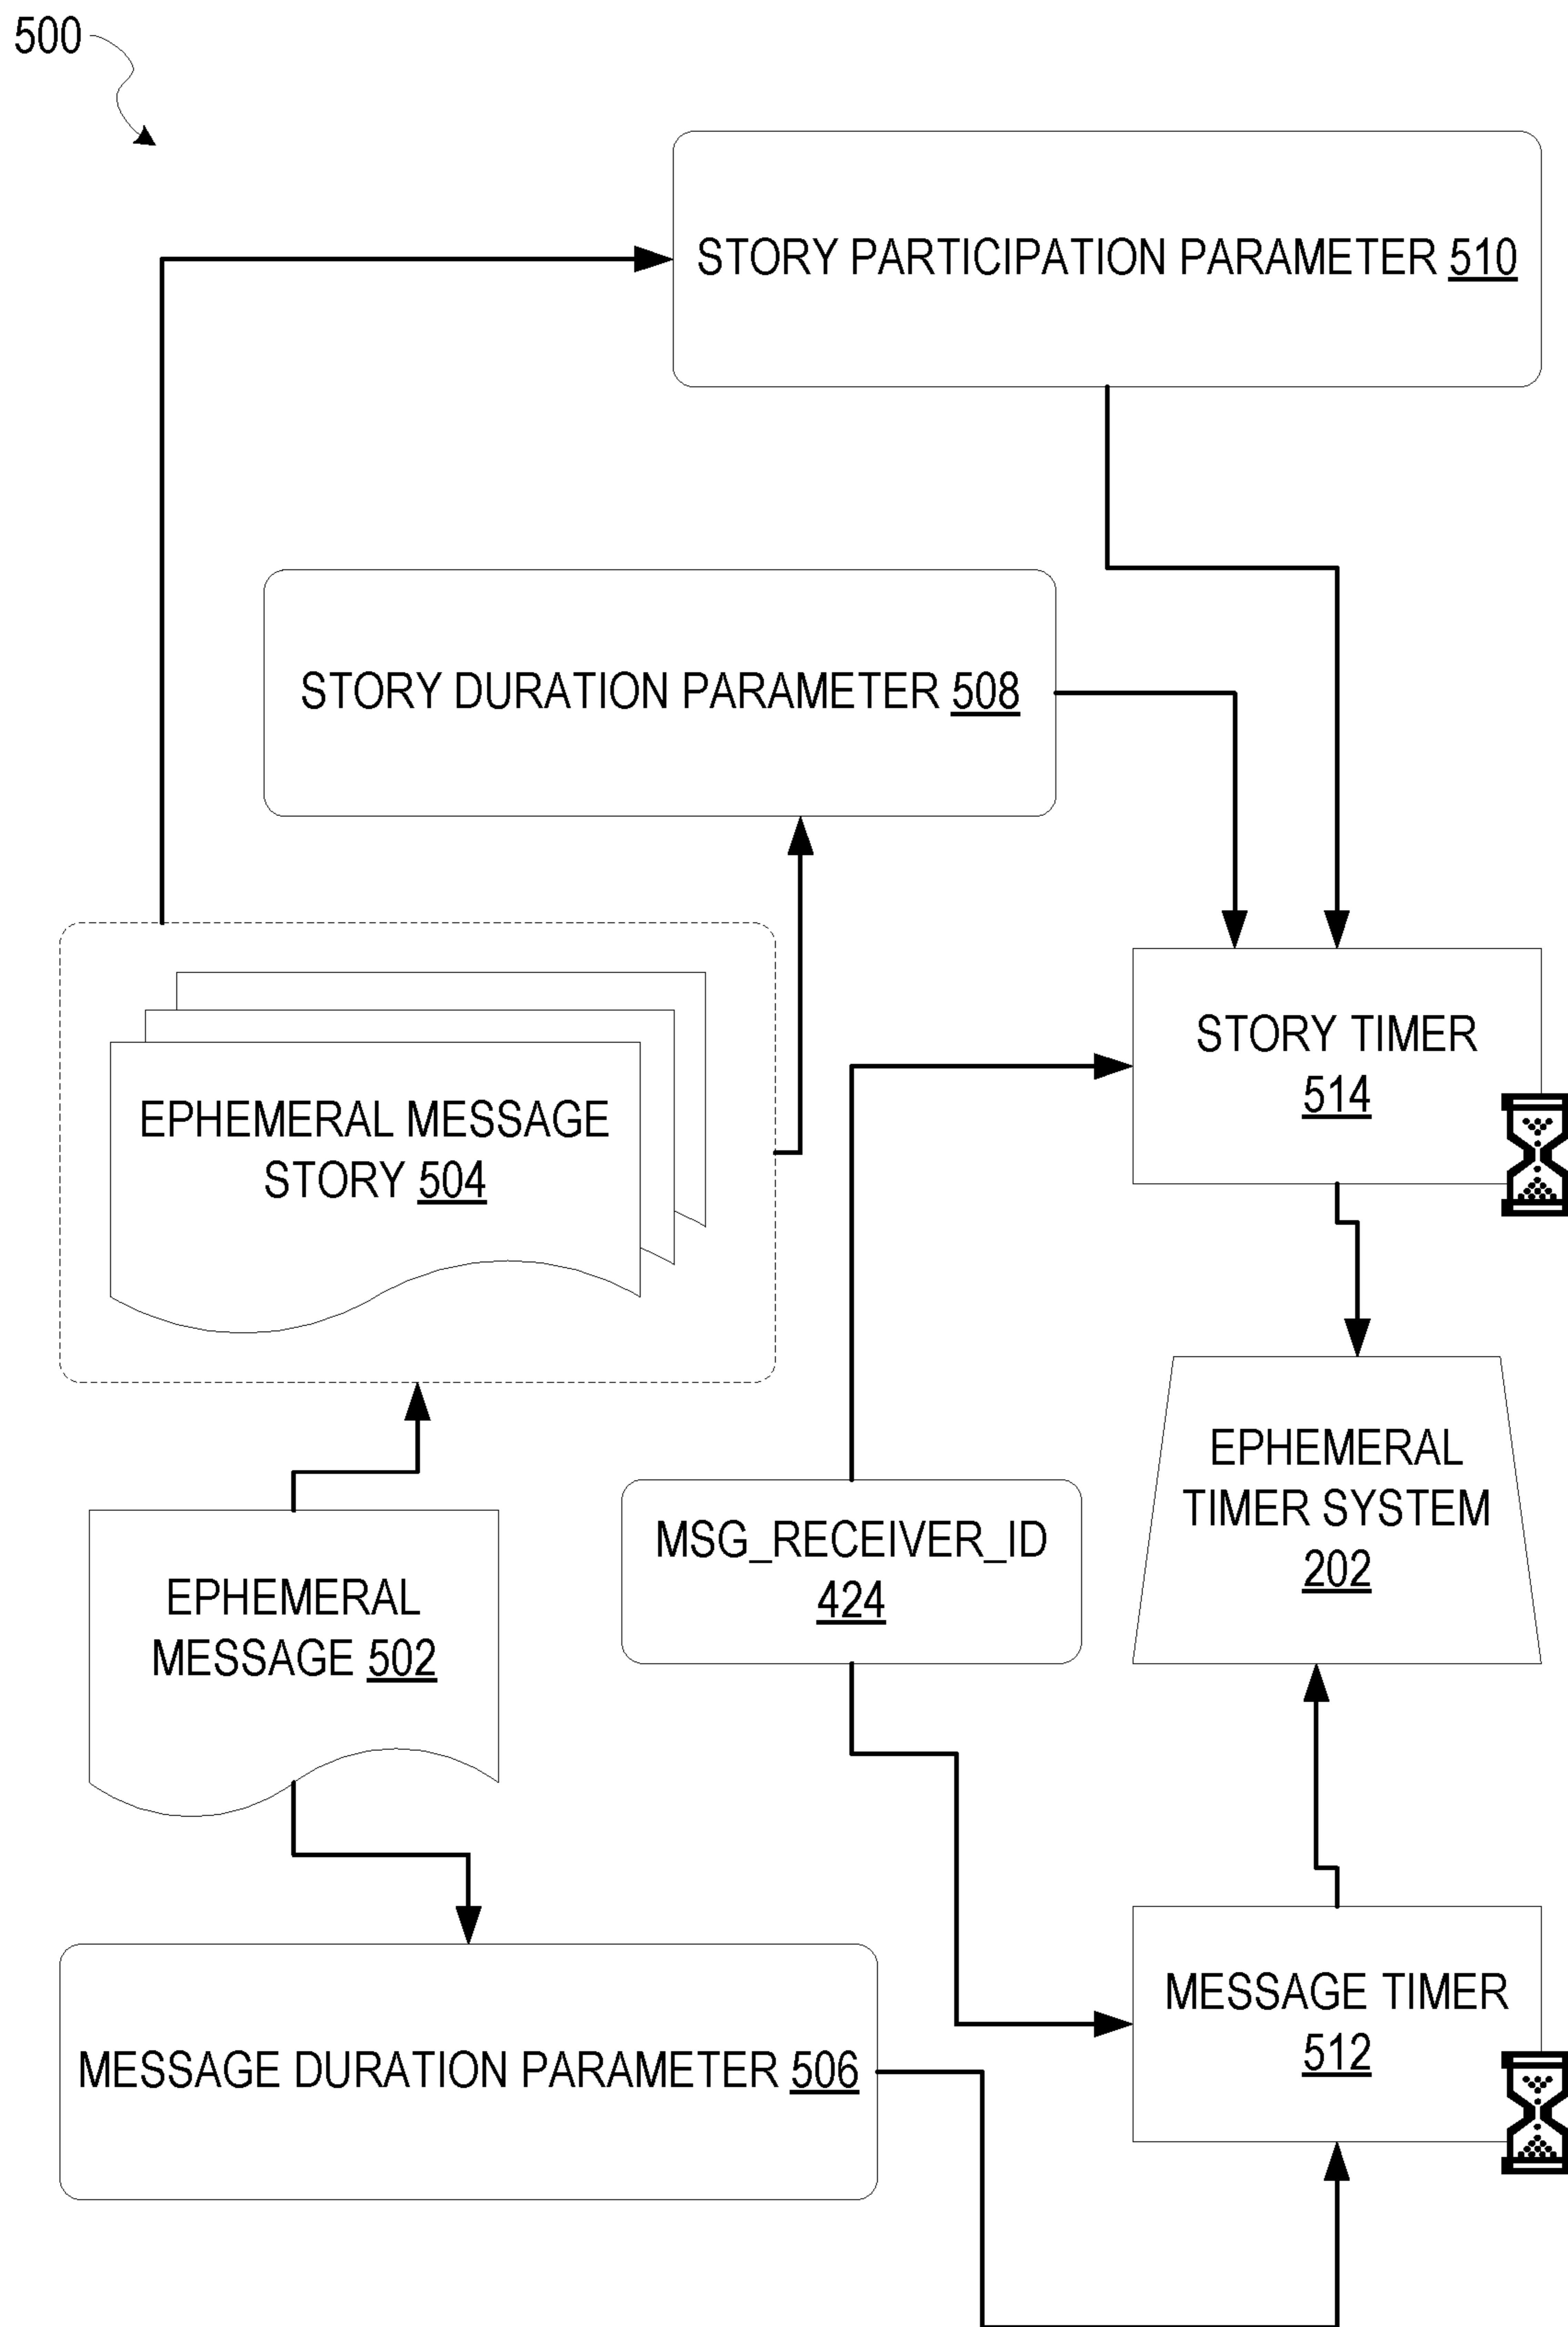 500
STORY PARTICIPATION PARAMETER 510
STORY DURATION PARAMETER 508
EPHEMERAL MESSAGE
STORY 504
STORY TIMER
514
EPHEMERAL
TIMER SYSTEM
202
MSG_RECEIVER_ID
424
EPHEMERAL
MESSAGE 502
MESSAGE TIMER
512
MESSAGE DURATION PARAMETER 506